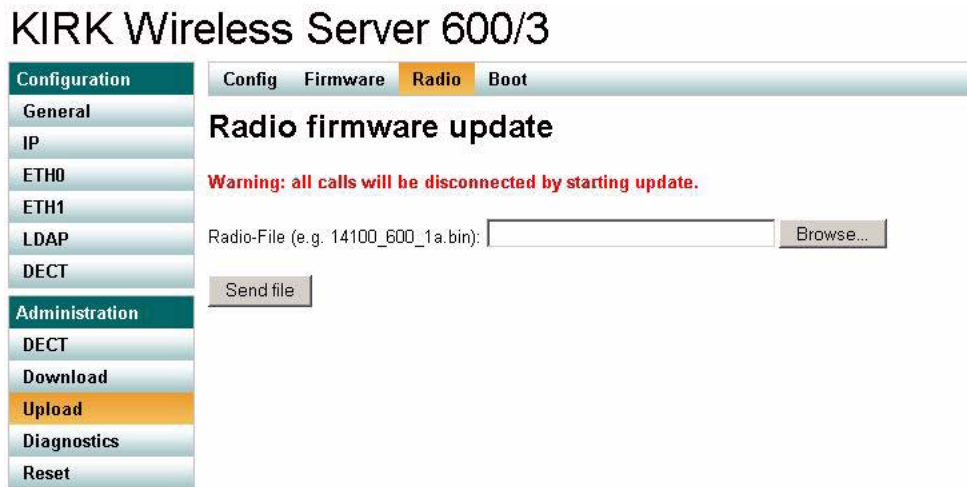 KIRK Wireless Server 600/3
Configuration
General
IP
ETH0
ETH1
LDAP
DECT
Administration
DECT
Download
Upload
Diagnostics
Reset
Config Firmware Radio Boot
Radio firmware update
Warning: all calls will be disconnected by starting update.
Radio-File (e.g. 14100_600_1a.bin): Browse...
Send file